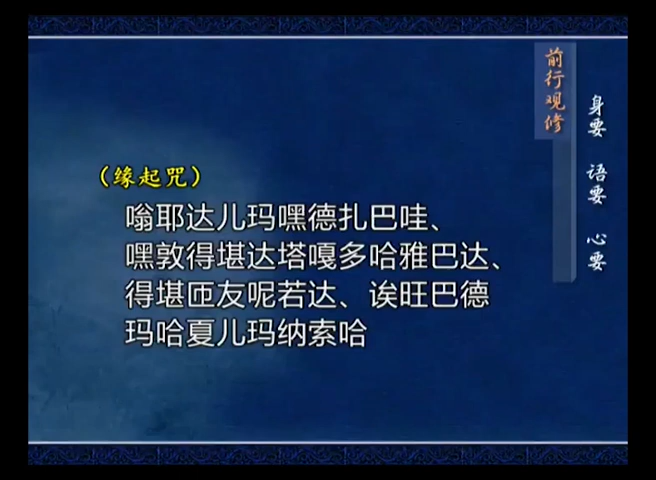 前行观修
身要 语要 心要
（缘起咒）
嗡耶达儿玛嘿德扎巴哇、
嘿敦得堪达塔嘎多哈雅巴达、
得堪匝友呢若达、诶旺巴德
玛哈夏儿玛纳索哈